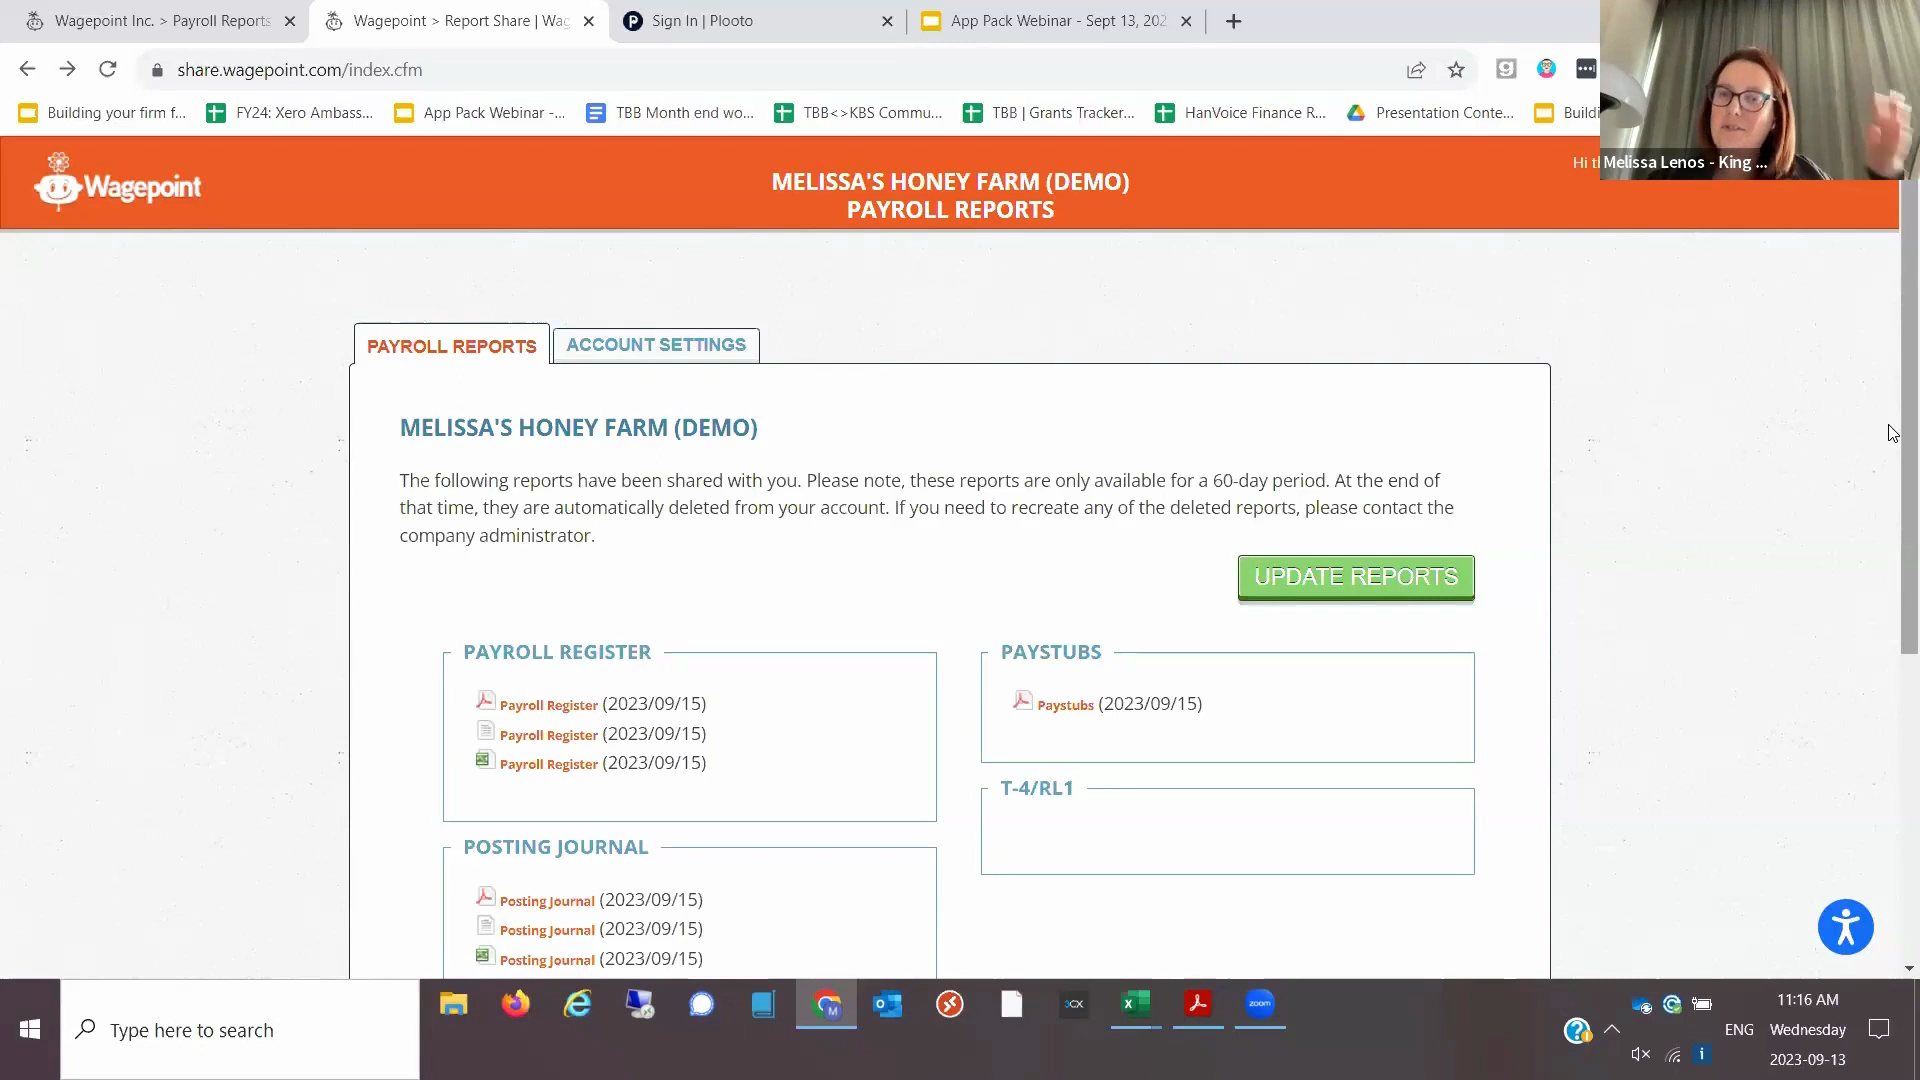 Wagepoint Inc. > Payroll Reports
Wagepoint > Report Share | Wag
Sign In | Plooto
App Pack Webinar - Sept 13, 202
share.wagepoint.com/index.cfm
Building your firm f...
FY24: Xero Ambass...
App Pack Webinar -...
TBB Month end wo...
TBB<>KBS Commu...
TBB | Grants Tracker...
HanVoice Finance R...
Presentation Conte...
Buildi
Wagepoint
MELISSA'S HONEY FARM (DEMO)
PAYROLL REPORTS
Hi
Melissa Lenos - King ...
PAYROLL REPORTS
ACCOUNT SETTINGS
MELISSA'S HONEY FARM (DEMO)
The following reports have been shared with you. Please note, these reports are only available for a 60-day period. At the end of
that time, they are automatically deleted from your account. If you need to recreate any of the deleted reports, please contact the
company administrator.
UPDATE REPORTS
PAYROLL REGISTER
Payroll Register (2023/09/15)
Payroll Register (2023/09/15)
Payroll Register (2023/09/15)
PAYSTUBS
Paystubs (2023/09/15)
T-4/RL1
POSTING JOURNAL
Posting Journal (2023/09/15)
Posting Journal (2023/09/15)
Posting Journal (2023/09/15)
Type here to search
3CX
zoom
11:16 AM
ENG
Wednesday
2023-09-13